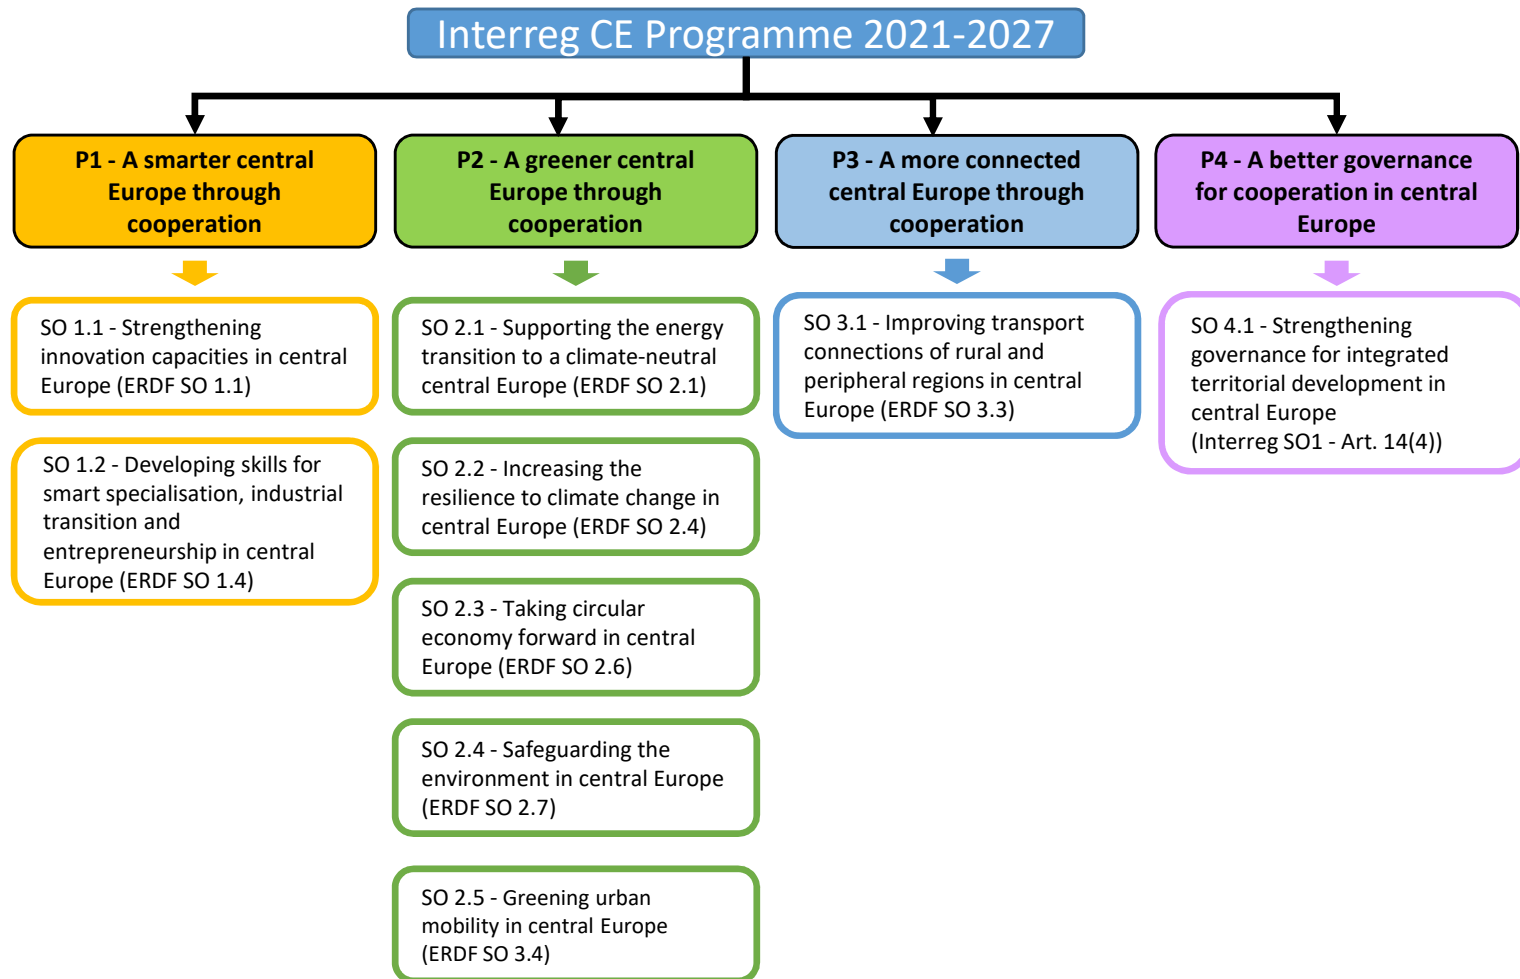 Interreg CE Programme 2021-2027
P1 - A smarter central
Europe through
cooperation
P2 - A greener central
Europe through
cooperation
P3 - A more connected
central Europe through
cooperation
P4 - A better governance
for cooperation in central
Europe
SO 1.1 - Strengthening
innovation capacities in central
Europe (ERDF SO 1.1)
SO 1.2 - Developing skills for
smart specialisation, industrial
transition and
entrepreneurship in central
Europe (ERDF SO 1.4)
SO 2.1 - Supporting the energy
transition to a climate-neutral
central Europe (ERDF SO 2.1)
SO 2.2 - Increasing the
resilience to climate change in
central Europe (ERDF SO 2.4)
SO 2.3 - Taking circular
economy forward in central
Europe (ERDF SO 2.6)
SO 2.4 - Safeguarding the
environment in central Europe
(ERDF SO 2.7)
SO 2.5 - Greening urban
mobility in central Europe
(ERDF SO 3.4)
SO 3.1 - Improving transport
connections of rural and
peripheral regions in central
Europe (ERDF SO 3.3)
SO 4.1 - Strengthening
governance for integrated
territorial development in
central Europe
(Interreg SO1 - Art. 14(4))